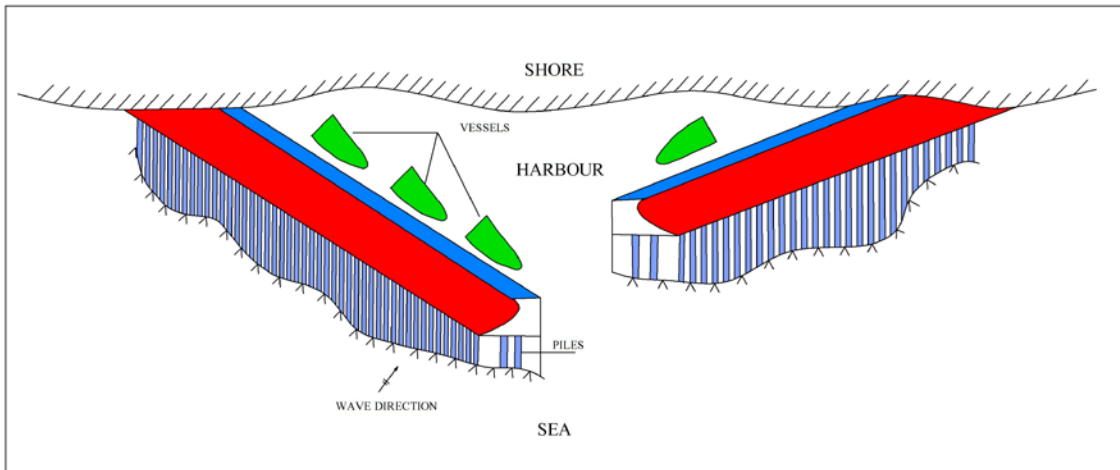 SHORE
VESSELS
HARBOUR
PILES
WAVE DIRECTION
SEA